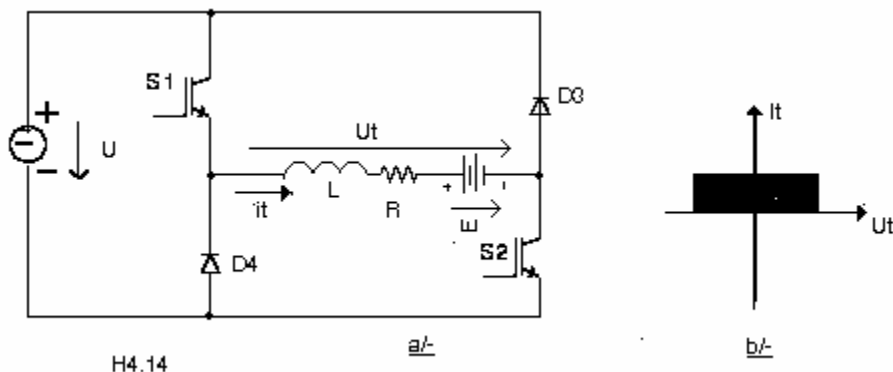 S1
D3
+
U
-
Ut
It
L
R
+
-
it
E
Ut
D4
S2
a/-
b/-
H4.14